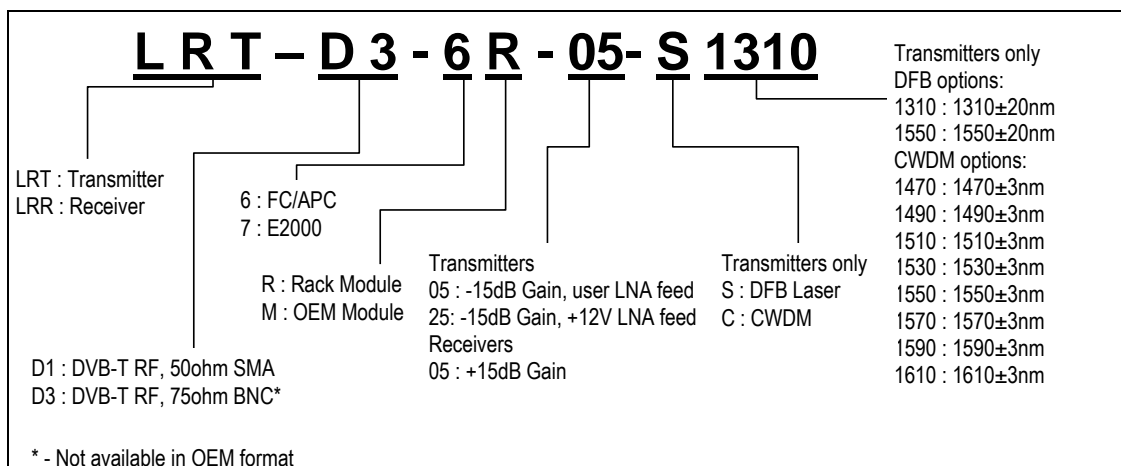 LRT – D3 - 6 R - 05- S 1310
Transmitters only
DFB options:
1310 : 1310±20nm
1550 : 1550±20nm
CWDM options:
1470 : 1470±3nm
1490 : 1490±3nm
1510 : 1510±3nm
1530 : 1530±3nm
1550 : 1550±3nm
1570 : 1570±3nm
1590 : 1590±3nm
1610 : 1610±3nm
LRT : Transmitter
LRR : Receiver
6 : FC/APC
7 : E2000
R : Rack Module
M : OEM Module
Transmitters
05 : -15dB Gain, user LNA feed
25: -15dB Gain, +12V LNA feed
Receivers
05 : +15dB Gain
Transmitters only
S : DFB Laser
C : CWDM
D1 : DVB-T RF, 50ohm SMA
D3 : DVB-T RF, 75ohm BNC*
* - Not available in OEM format